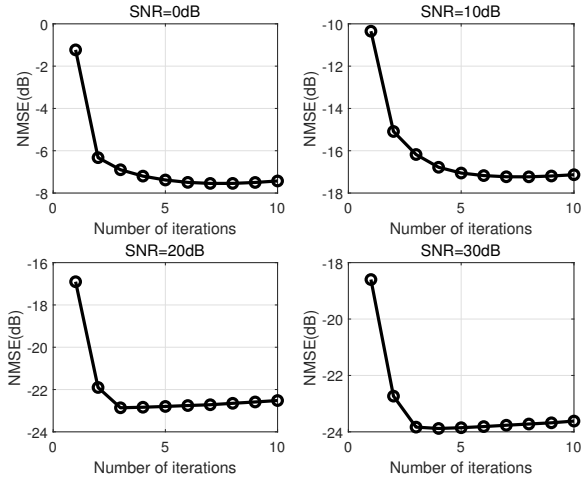 SNR=0dB
0
-2
-4
-6
-8
NMSE(dB)
0 5 10
Number of iterations
SNR=10dB
-10
-12
-14
-16
-18
NMSE(dB)
0 5 10
Number of iterations
SNR=20dB
-16
-18
-20
-22
-24
NMSE(dB)
0 5 10
Number of iterations
SNR=30dB
-18
-20
-22
-24
NMSE(dB)
0 5 10
Number of iterations